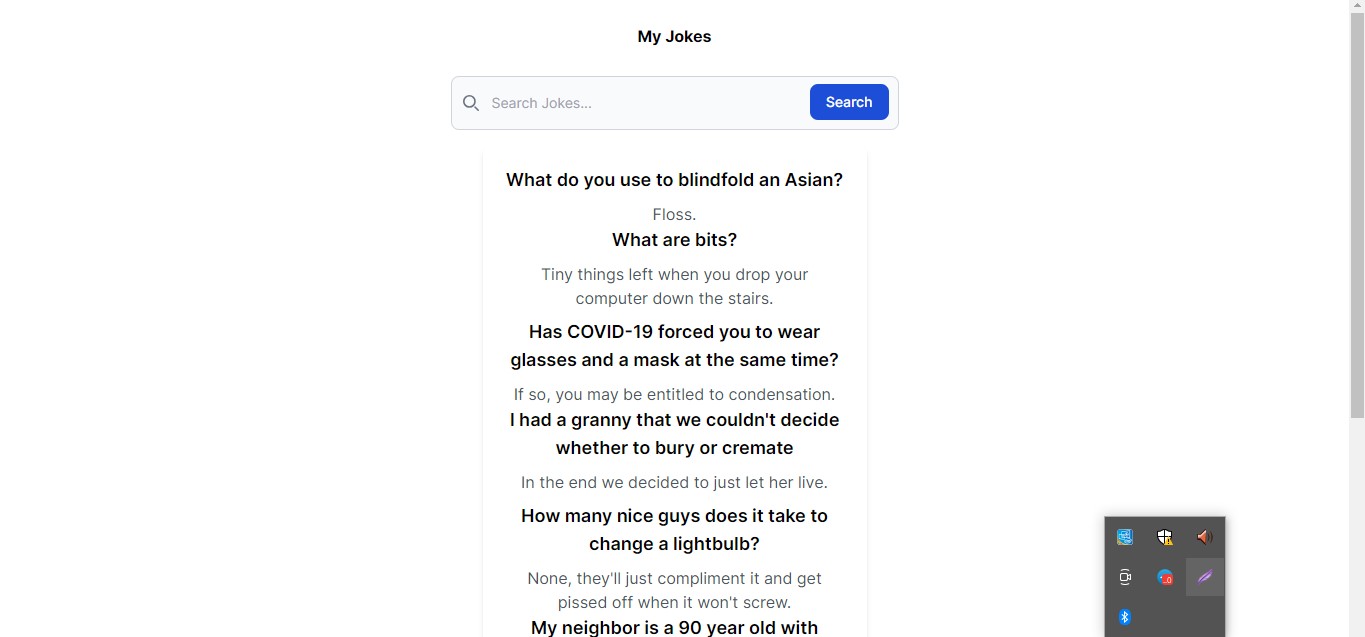 My Jokes
Search Jokes...
Search
What do you use to blindfold an Asian?
Floss.
What are bits?
Tiny things left when you drop your
computer down the stairs.
Has COVID-19 forced you to wear
glasses and a mask at the same time?
If so, you may be entitled to condensation.
I had a granny that we couldn't decide
whether to bury or cremate
In the end we decided to just let her live.
How many nice guys does it take to
change a lightbulb?
None, they'll just compliment it and get
pissed off when it won't screw.
My neighbor is a 90 year old with